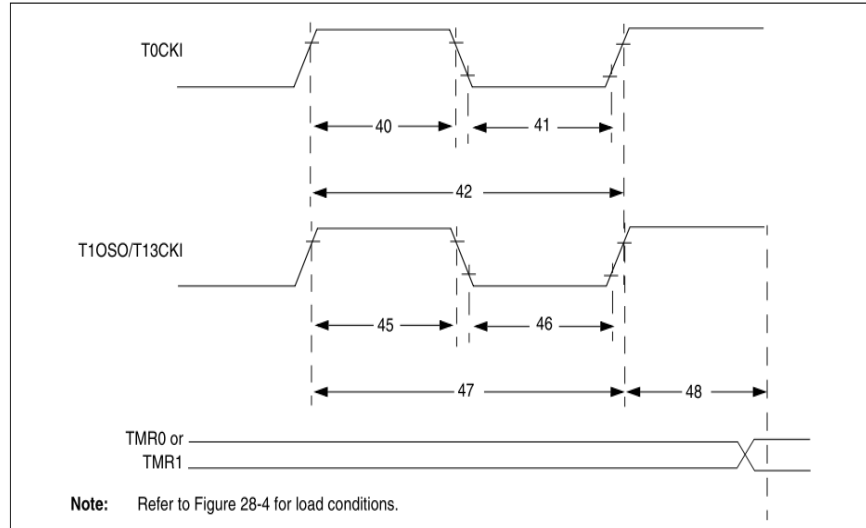 T0CKI
40
41
42
T1OSO/T13CKI
45
46
47
48
TMR0 or
TMR1
Note: Refer to Figure 28-4 for load conditions.